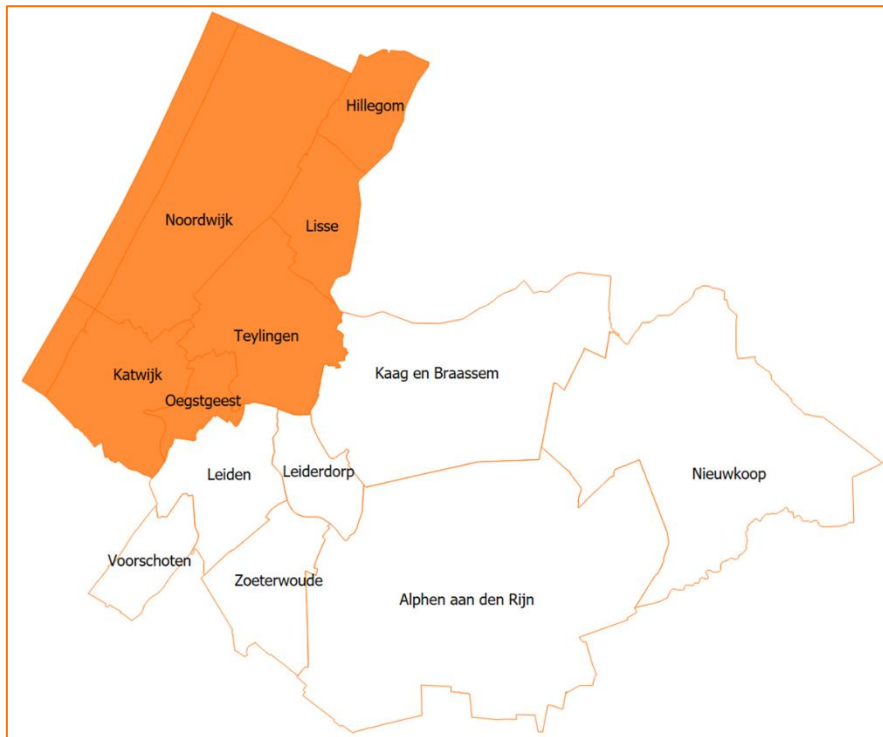 Hillegom
Noordwijk
Lisse
Teylingen
Katwijk
Kaag en Braassem
Oegstgeest
Leiden
Leiderdorp
Nieuwkoop
Voorschoten
Zoeterwoude
Alphen aan den Rijn